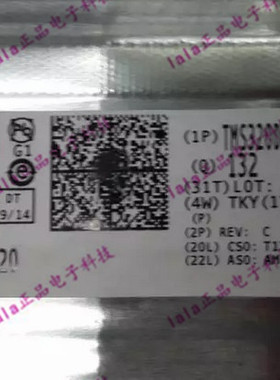 lala正品电子科技
G1
DT
9/14
20
(1P) TMS320D
(Q) 132
(31T) LOT:
(4W) TKY(1
(P)
(2P) REV: C
(20L) CSO: T1
(22L) ASO: AM
lala正品电子科技
lala正品电子科技